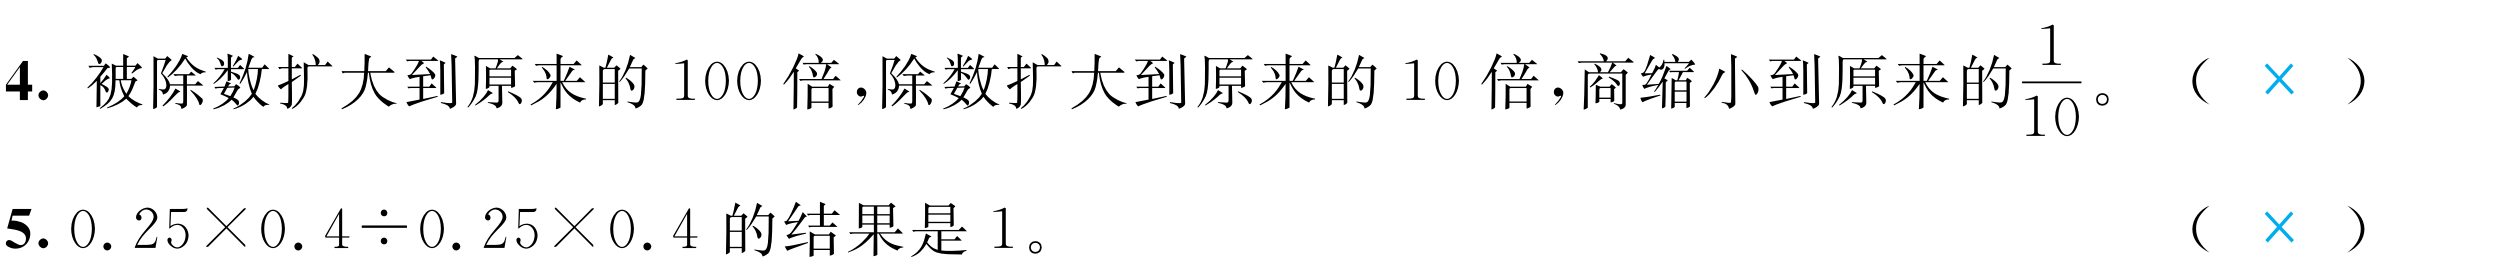 4. 被除数扩大到原来的 10 倍，除数扩大到原来的 10 倍，商就缩小到原来的 1/10。 ( × )
5. 0.25×0.4÷0.25×0.4 的结果是 1。 ( × )